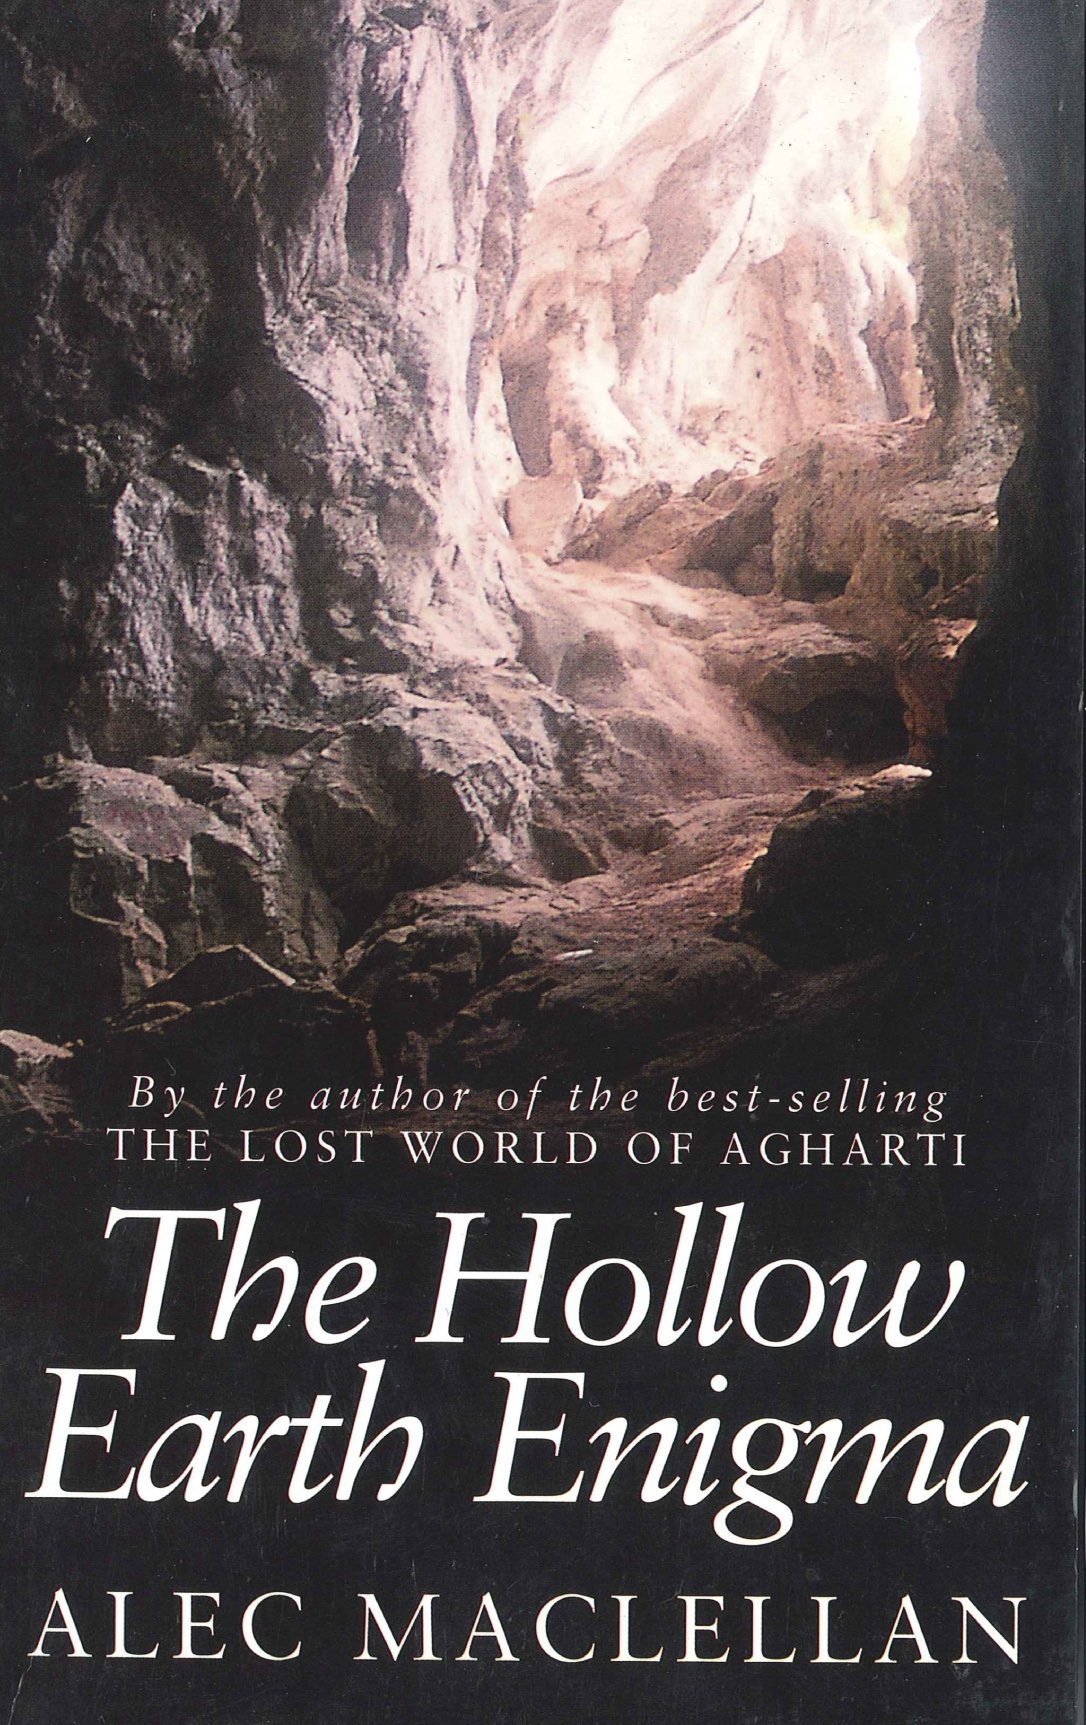 By the author of the best-selling
THE LOST WORLD OF AGHARTI
The Hollow
Earth Enigma
ALEC MACLELLAN